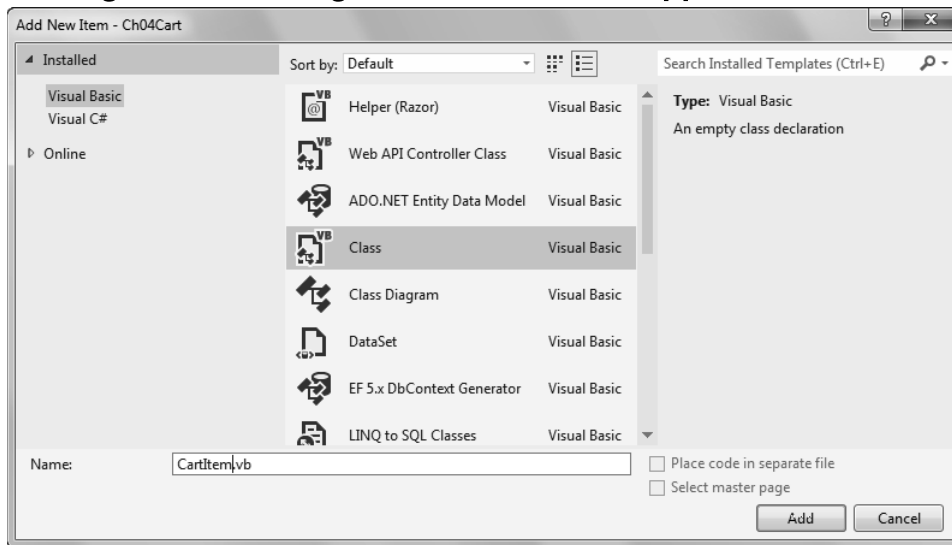 Add New Item - Ch04Cart
Installed
Visual Basic
Visual C#
Online
Sort by: Default
Search Installed Templates (Ctrl+E)
Helper (Razor) Visual Basic
Web API Controller Class Visual Basic
ADO.NET Entity Data Model Visual Basic
Class Visual Basic
Class Diagram Visual Basic
DataSet Visual Basic
EF 5.x DbContext Generator Visual Basic
LINQ to SQL Classes Visual Basic
Type: Visual Basic
An empty class declaration
Name: CartItem.vb
Place code in separate file
Select master page
Add Cancel